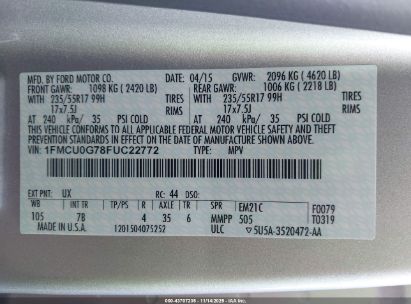 MFD. BY FORD MOTOR CO.
DATE: 04/15 GVWR: 2096 KG ( 4620 LB)
FRONT GAWR: 1098 KG ( 2420 LB) REAR GAWR: 1006 KG ( 2218 LB)
WITH 235/55R17 99H TIRES WITH 235/55R17 99H TIRES
17x7.5J RIMS 17x7.5J RIMS
AT 240 kPa/ 35 PSI COLD AT 240 kPa/ 35 PSI COLD
THIS VEHICLE CONFORMS TO ALL APPLICABLE FEDERAL MOTOR VEHICLE SAFETY AND THEFT
PREVENTION STANDARDS IN EFFECT ON THE DATE OF MANUFACTURE SHOWN ABOVE.
VIN: 1FMCU0G78FUC22772 TYPE: MPV
EXT PNT: UX RC: 44 DSO:
WB INT TR TP/PS R AXLE TR SPR EM21C F0079
105 7B 4 35 6 MMPP 505 T0319
1201504075252 ULC 5U5A-3520472-AA